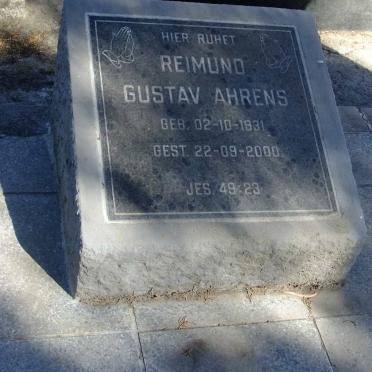 HIER RUHET
REIMUND
GUSTAV AHRENS
GEB. 02-10-1931
GEST. 22-09-2000
JES. 49:23